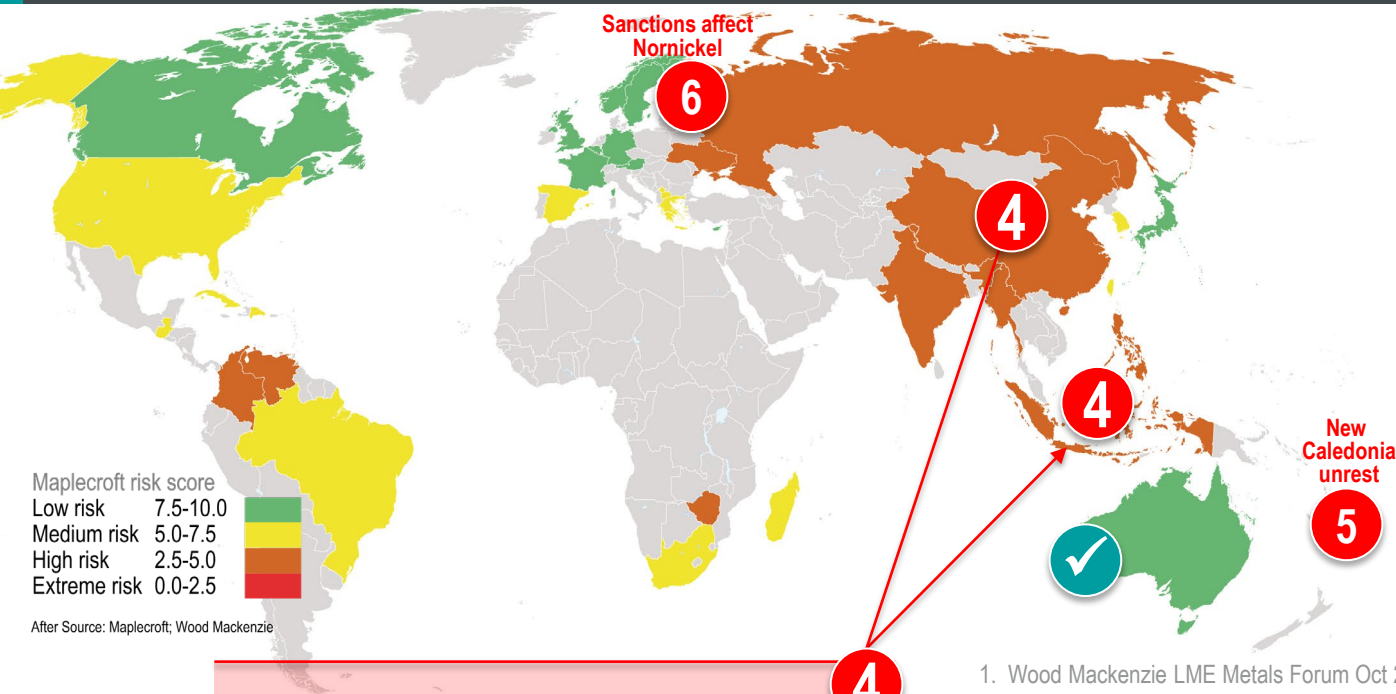 Sanctions affect
Nornickel
6
4
4
New
Caledonia
unrest
5
✓
Maplecroft risk score
Low risk 7.5-10.0
Medium risk 5.0-7.5
High risk 2.5-5.0
Extreme risk 0.0-2.5
After Source: Maplecroft; Wood Mackenzie
4
1. Wood Mackenzie LME Metals Forum Oct